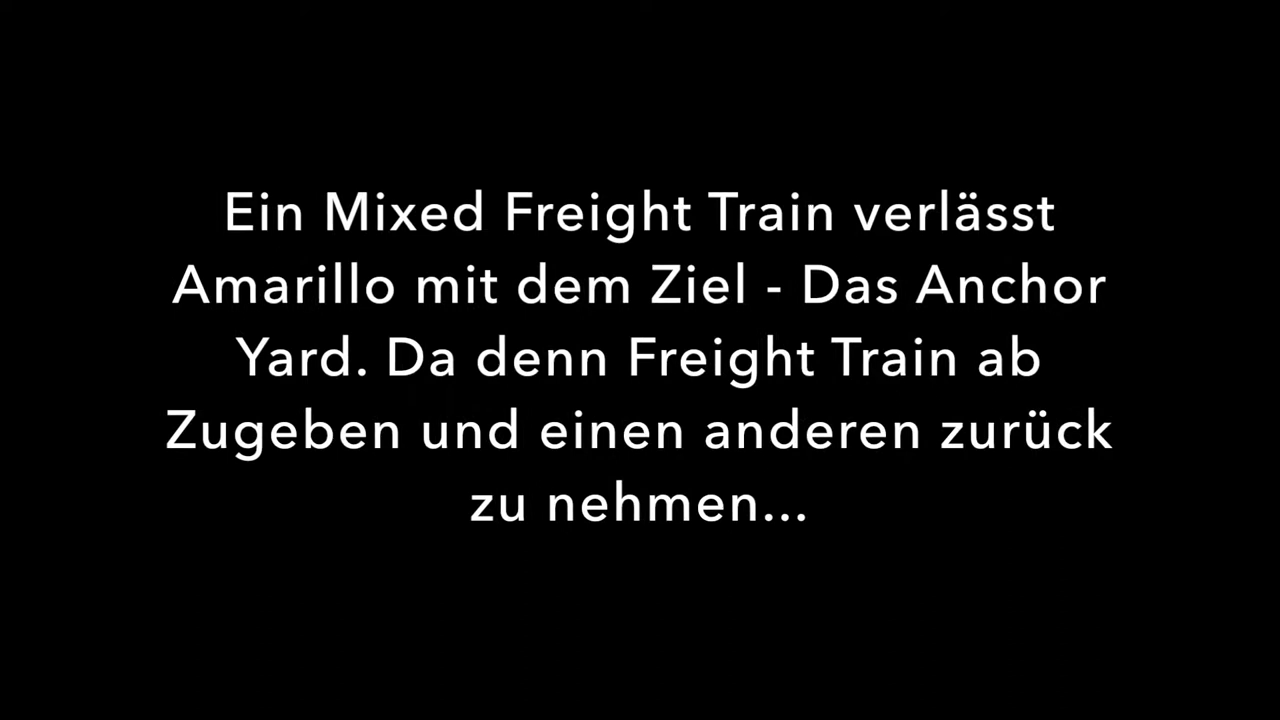 Ein Mixed Freight Train verlässt
Amarillo mit dem Ziel - Das Anchor
Yard. Da denn Freight Train ab
Zugeben und einen anderen zurück
zu nehmen...